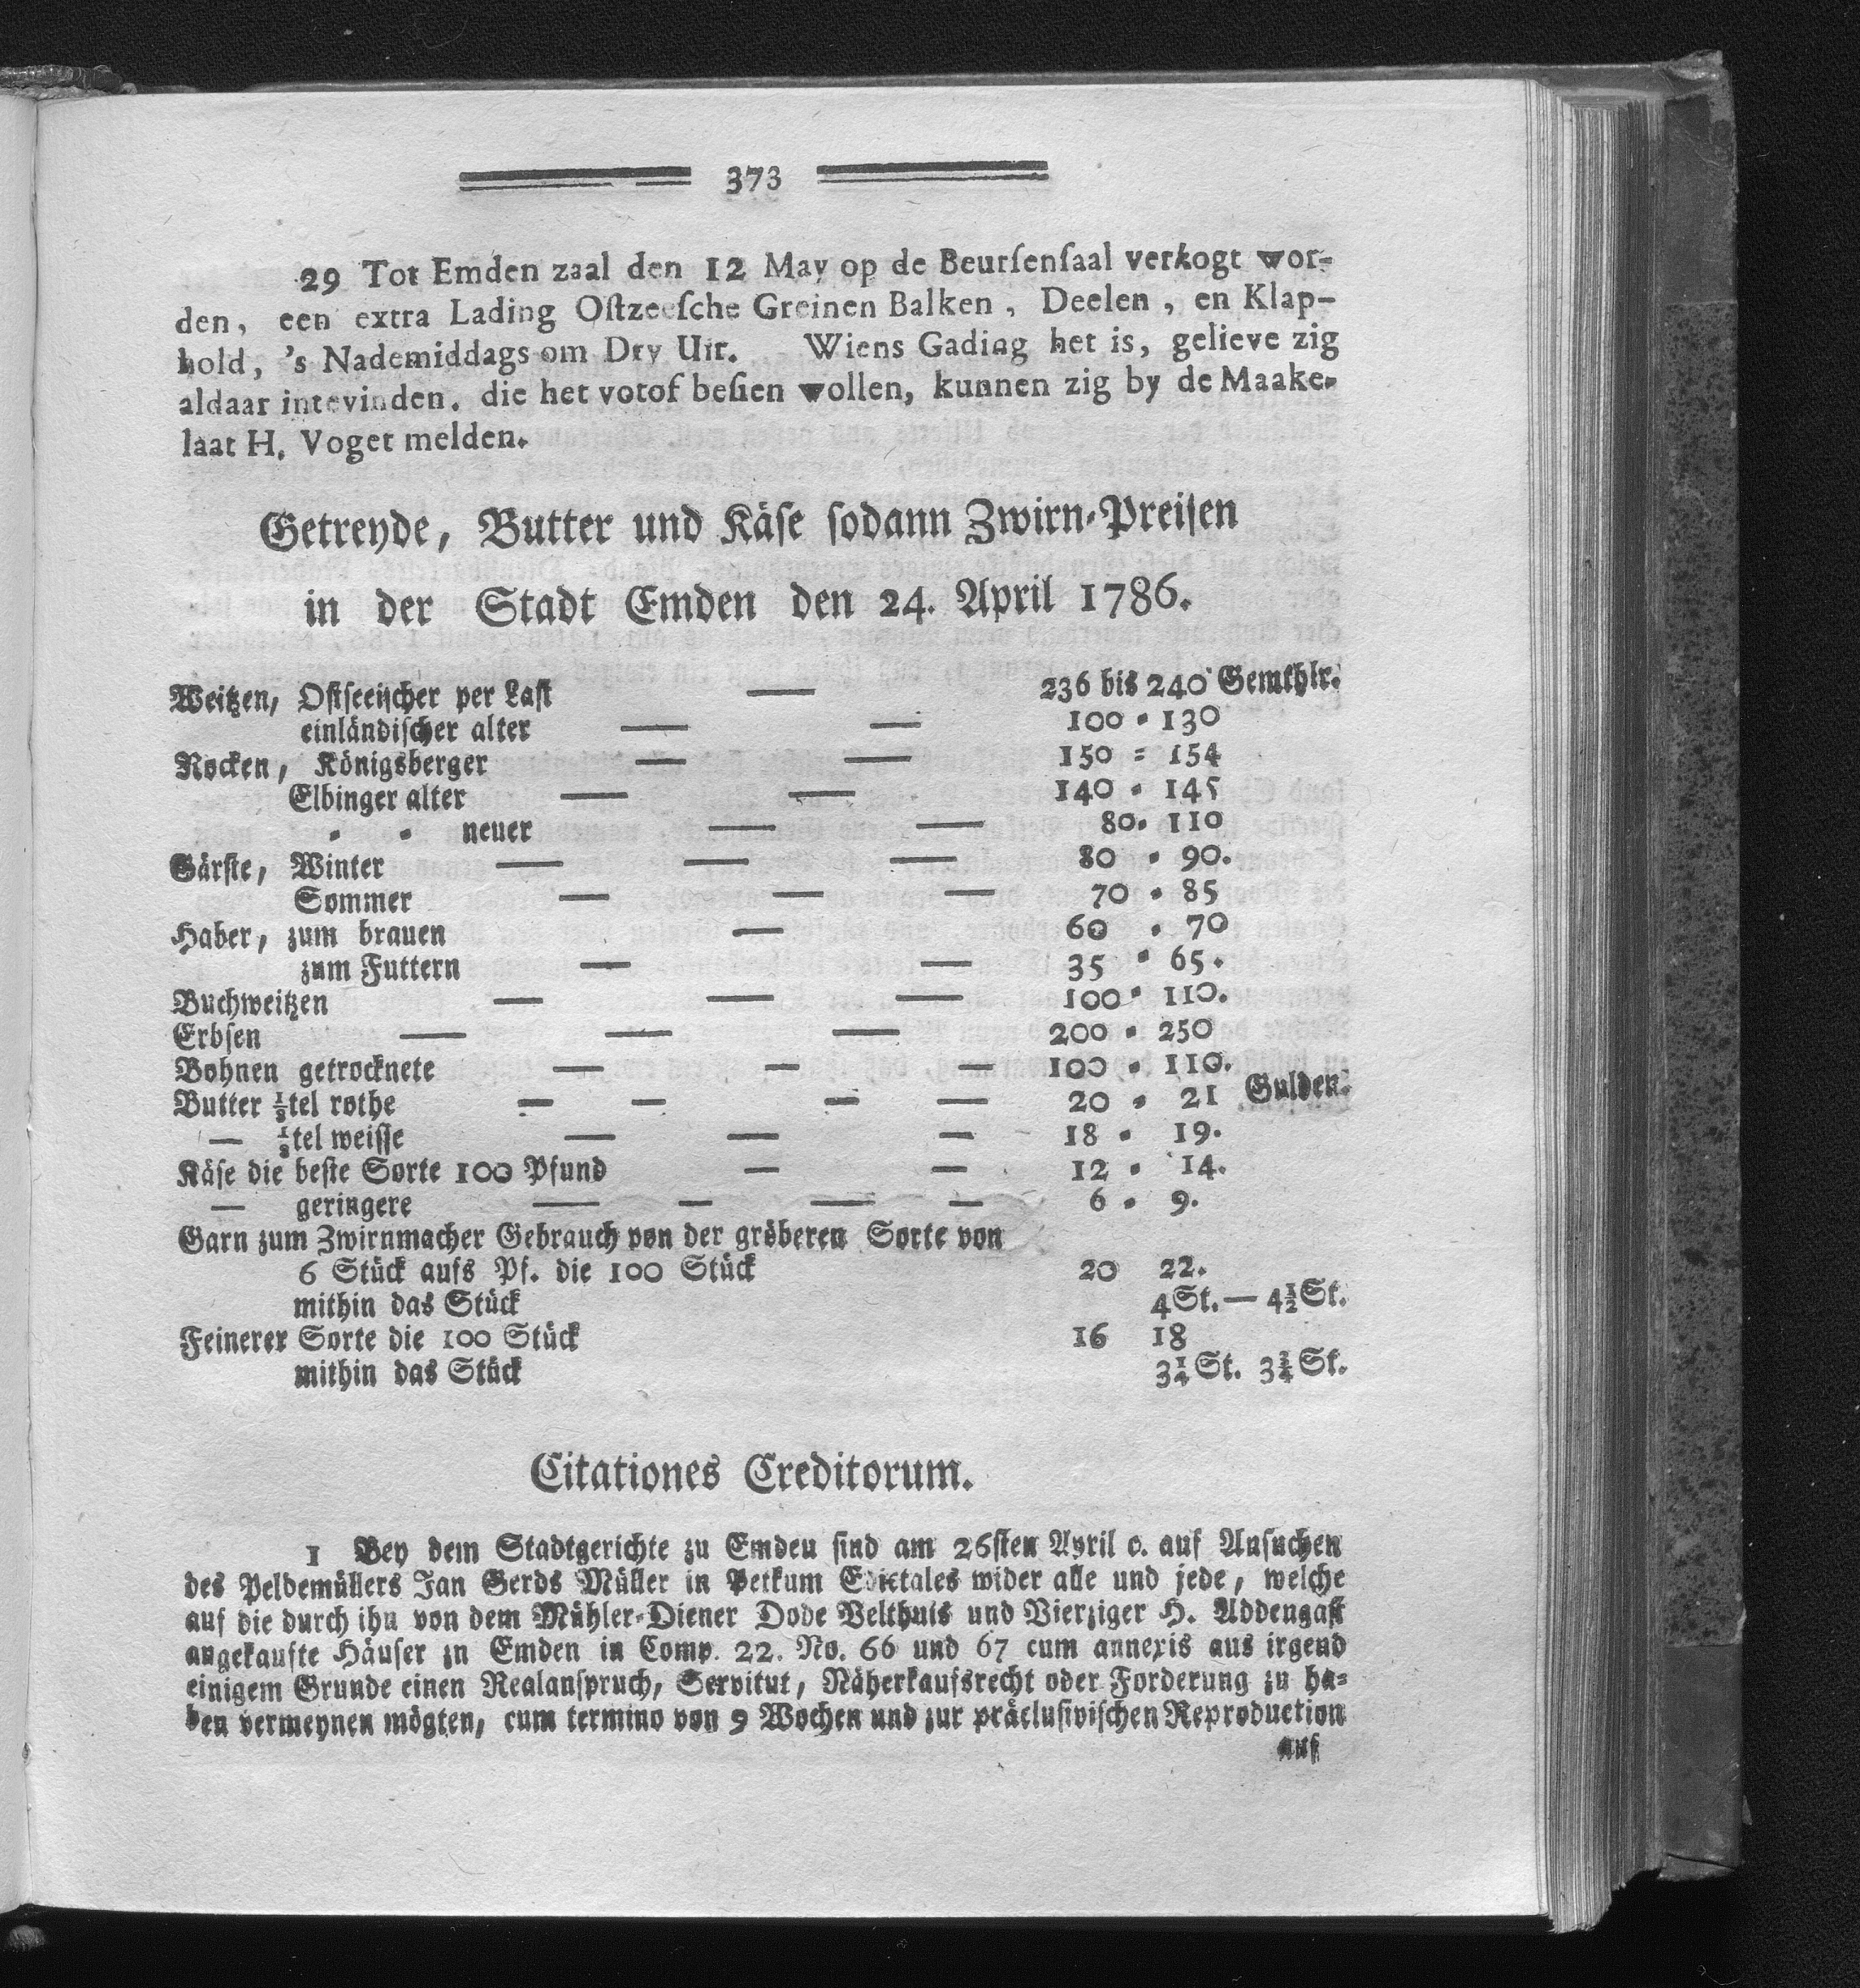 373
29 Tot Emden zaal den 12 May op de Beurſenſaal verkogt wor-
den, een extra Lading Oſtzeeſche Greinen Balken, Deelen, en Klap-
hold, 's Nademiddags om Dry Uir. Wiens Gading het is, gelieve zig
aldaar intevinden. die het votof beſien wollen, kunnen zig by de Maake-
laat H. Voget melden.
Getreyde, Butter und Käſe ſodann Zwirn-Preiſen
in der Stadt Emden den 24. April 1786.
Weitzen, Oſtſeeiſcher per Laſt — 236 bis 240 Gemthlr.
einländiſcher alter — — 100 - 130
Rocken, Königsberger — — 150 = 154
Elbinger alter — — 140 - 145
- - neuer — — 80 - 110
Gärſte, Winter — — — 80 - 90.
Sommer — — — 70 - 85
Haber, zum brauen — 60 - 70
zum Futtern — — 35 - 65.
Buchweitzen — — — 100 - 110.
Erbſen — — — 200 - 250
Bohnen getrocknete — — — 100 - 110.
Butter ⅛tel rothe — — — — 20 - 21 Gulden.
— ⅛tel weiſſe — — — 18 - 19.
Käſe die beſte Sorte 100 Pfund — — 12 - 14.
— geringere — — — — 6 - 9.
Garn zum Zwirnmacher Gebrauch von der gröberen Sorte von
6 Stück aufs Pf. die 100 Stück 20 22.
mithin das Stück 4 St. — 4½ St.
Feinerer Sorte die 100 Stück 16 18
mithin das Stück 3¼ St. 3¾ St.
Citationes Creditorum.
1 Bey dem Stadtgerichte zu Emden ſind am 26ſten April c. auf Anſuchen
des Peldemüllers Jan Gerds Müller in Petkum Edictales wider alle und jede, welche
auf die durch ihn von dem Mühler-Diener Dode Velthuis und Vierziger H. Addengaſt
angekaufte Häuſer zu Emden in Comp. 22. No. 66 und 67 cum annexis aus irgend
einigem Grunde einen Realanſpruch, Servitut, Näherkaufsrecht oder Forderung zu ha-
ben vermeynen mögten, cum termino von 9 Wochen und zur präcluſiviſchen Reproduction
auf